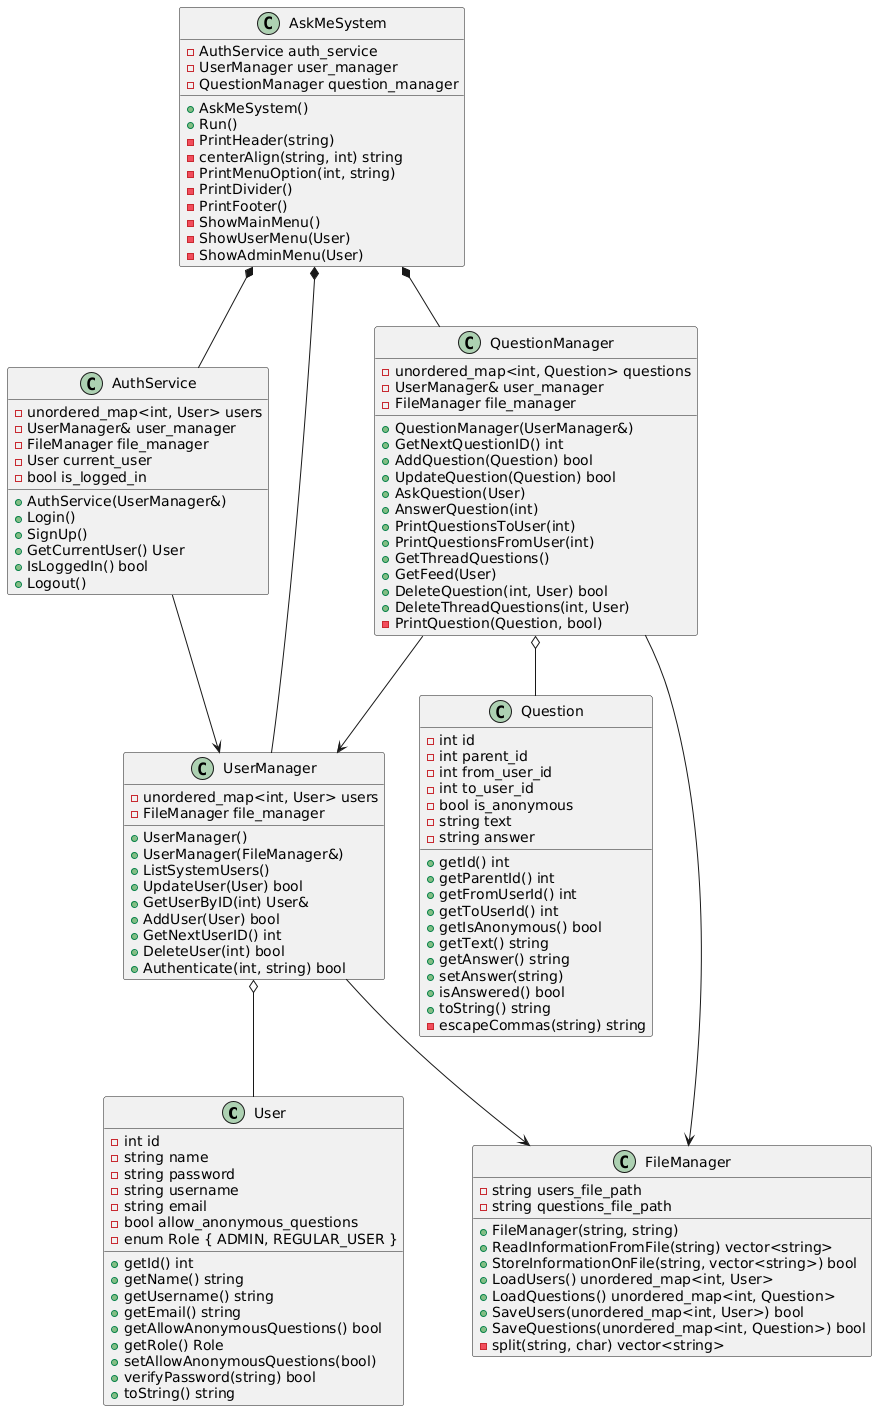 C AskMeSystem
AuthService auth_service
UserManager user_manager
QuestionManager question_manager
AskMeSystem()
Run()
PrintHeader(string)
centerAlign(string, int) string
PrintMenuOption(int, string)
PrintDivider()
PrintFooter()
ShowMainMenu()
ShowUserMenu(User)
ShowAdminMenu(User)
C AuthService
unordered_map<int, User> users
UserManager& user_manager
FileManager file_manager
User current_user
bool is_logged_in
AuthService(UserManager&)
Login()
SignUp()
GetCurrentUser() User
IsLoggedIn() bool
Logout()
C QuestionManager
unordered_map<int, Question> questions
UserManager& user_manager
FileManager file_manager
QuestionManager(UserManager&)
GetNextQuestionID() int
AddQuestion(Question) bool
UpdateQuestion(Question) bool
AskQuestion(User)
AnswerQuestion(int)
PrintQuestionsToUser(int)
PrintQuestionsFromUser(int)
GetThreadQuestions()
GetFeed(User)
DeleteQuestion(int, User) bool
DeleteThreadQuestions(int, User)
PrintQuestion(Question, bool)
C UserManager
unordered_map<int, User> users
FileManager file_manager
UserManager()
UserManager(FileManager&)
ListSystemUsers()
UpdateUser(User) bool
GetUserByID(int) User&
AddUser(User) bool
GetNextUserID() int
DeleteUser(int) bool
Authenticate(int, string) bool
C Question
int id
int parent_id
int from_user_id
int to_user_id
bool is_anonymous
string text
string answer
getId() int
getParentId() int
getFromUserId() int
getToUserId() int
getIsAnonymous() bool
getText() string
getAnswer() string
setAnswer(string)
isAnswered() bool
toString() string
escapeCommas(string) string
C User
int id
string name
string password
string username
string email
bool allow_anonymous_questions
enum Role { ADMIN, REGULAR_USER }
getId() int
getName() string
getUsername() string
getEmail() string
getAllowAnonymousQuestions() bool
getRole() Role
setAllowAnonymousQuestions(bool)
verifyPassword(string) bool
toString() string
C FileManager
string users_file_path
string questions_file_path
FileManager(string, string)
ReadInformationFromFile(string) vector<string>
StoreInformationOnFile(string, vector<string>) bool
LoadUsers() unordered_map<int, User>
LoadQuestions() unordered_map<int, Question>
SaveUsers(unordered_map<int, User>) bool
SaveQuestions(unordered_map<int, Question>) bool
split(string, char) vector<string>